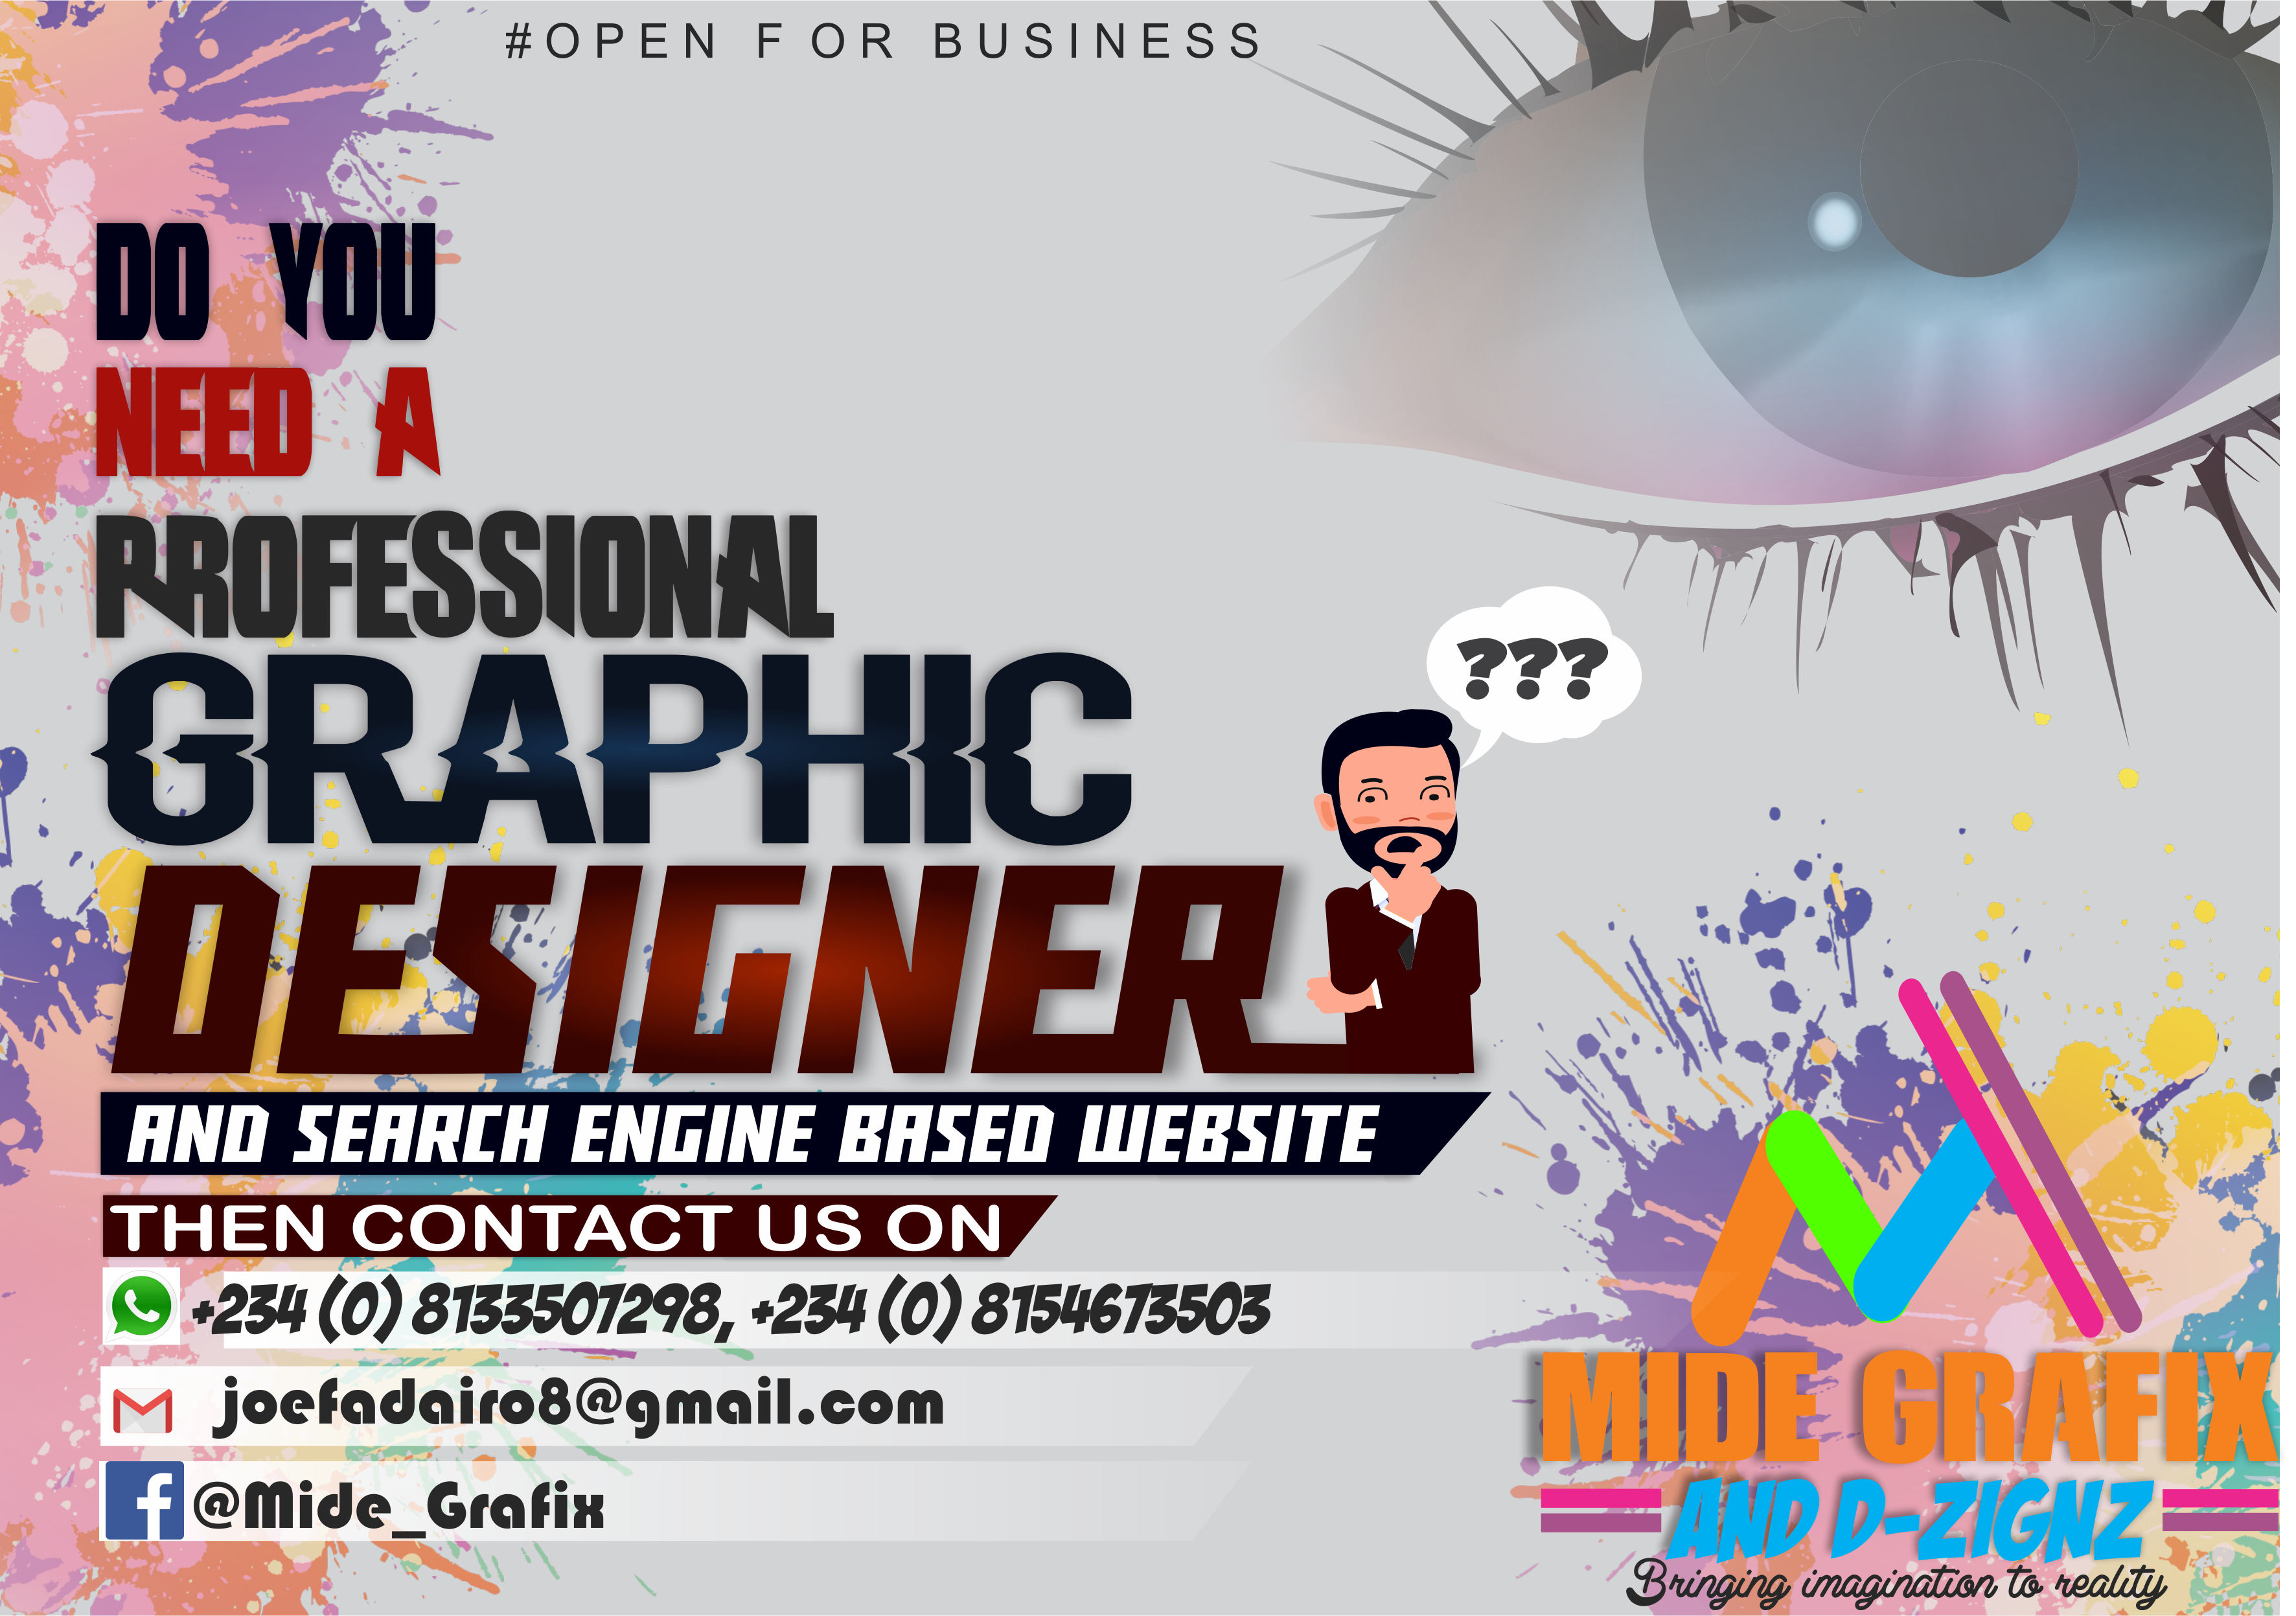 #OPEN FOR BUSINESS
DO YOU
NEED A
PROFESSIONAL
GRAPHIC
DESIGNER
???
AND SEARCH ENGINE BASED WEBSITE
THEN CONTACT US ON
+234 (0) 8133507298, +234 (0) 8154673503
joefadairo8@gmail.com
@Mide_Grafix
MIDE GRAFIX
AND D-ZIGNZ
Bringing imagination to reality